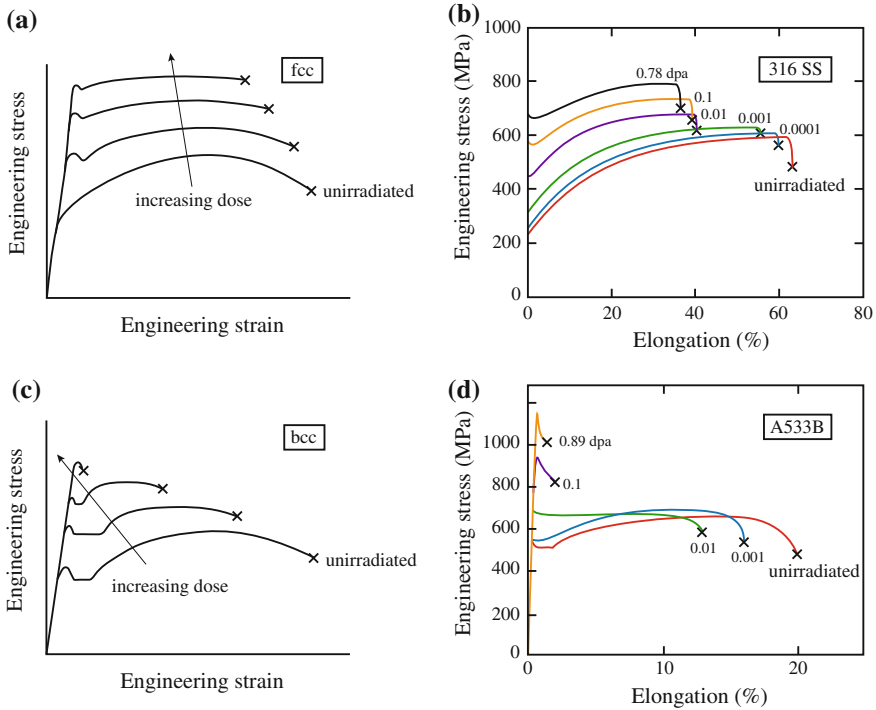 (a)
fcc
Engineering stress
increasing dose
unirradiated
Engineering strain
(b)
316 SS
Engineering stress (MPa)
1000
800
600
400
200
0
0.78 dpa
0.1
0.01
0.001
0.0001
unirradiated
0
20
40
60
80
Elongation (%)
(c)
bcc
Engineering stress
increasing dose
unirradiated
Engineering strain
(d)
A533B
Engineering stress (MPa)
1000
800
600
400
200
0
0.89 dpa
0.1
0.01
0.001
unirradiated
0
10
20
Elongation (%)